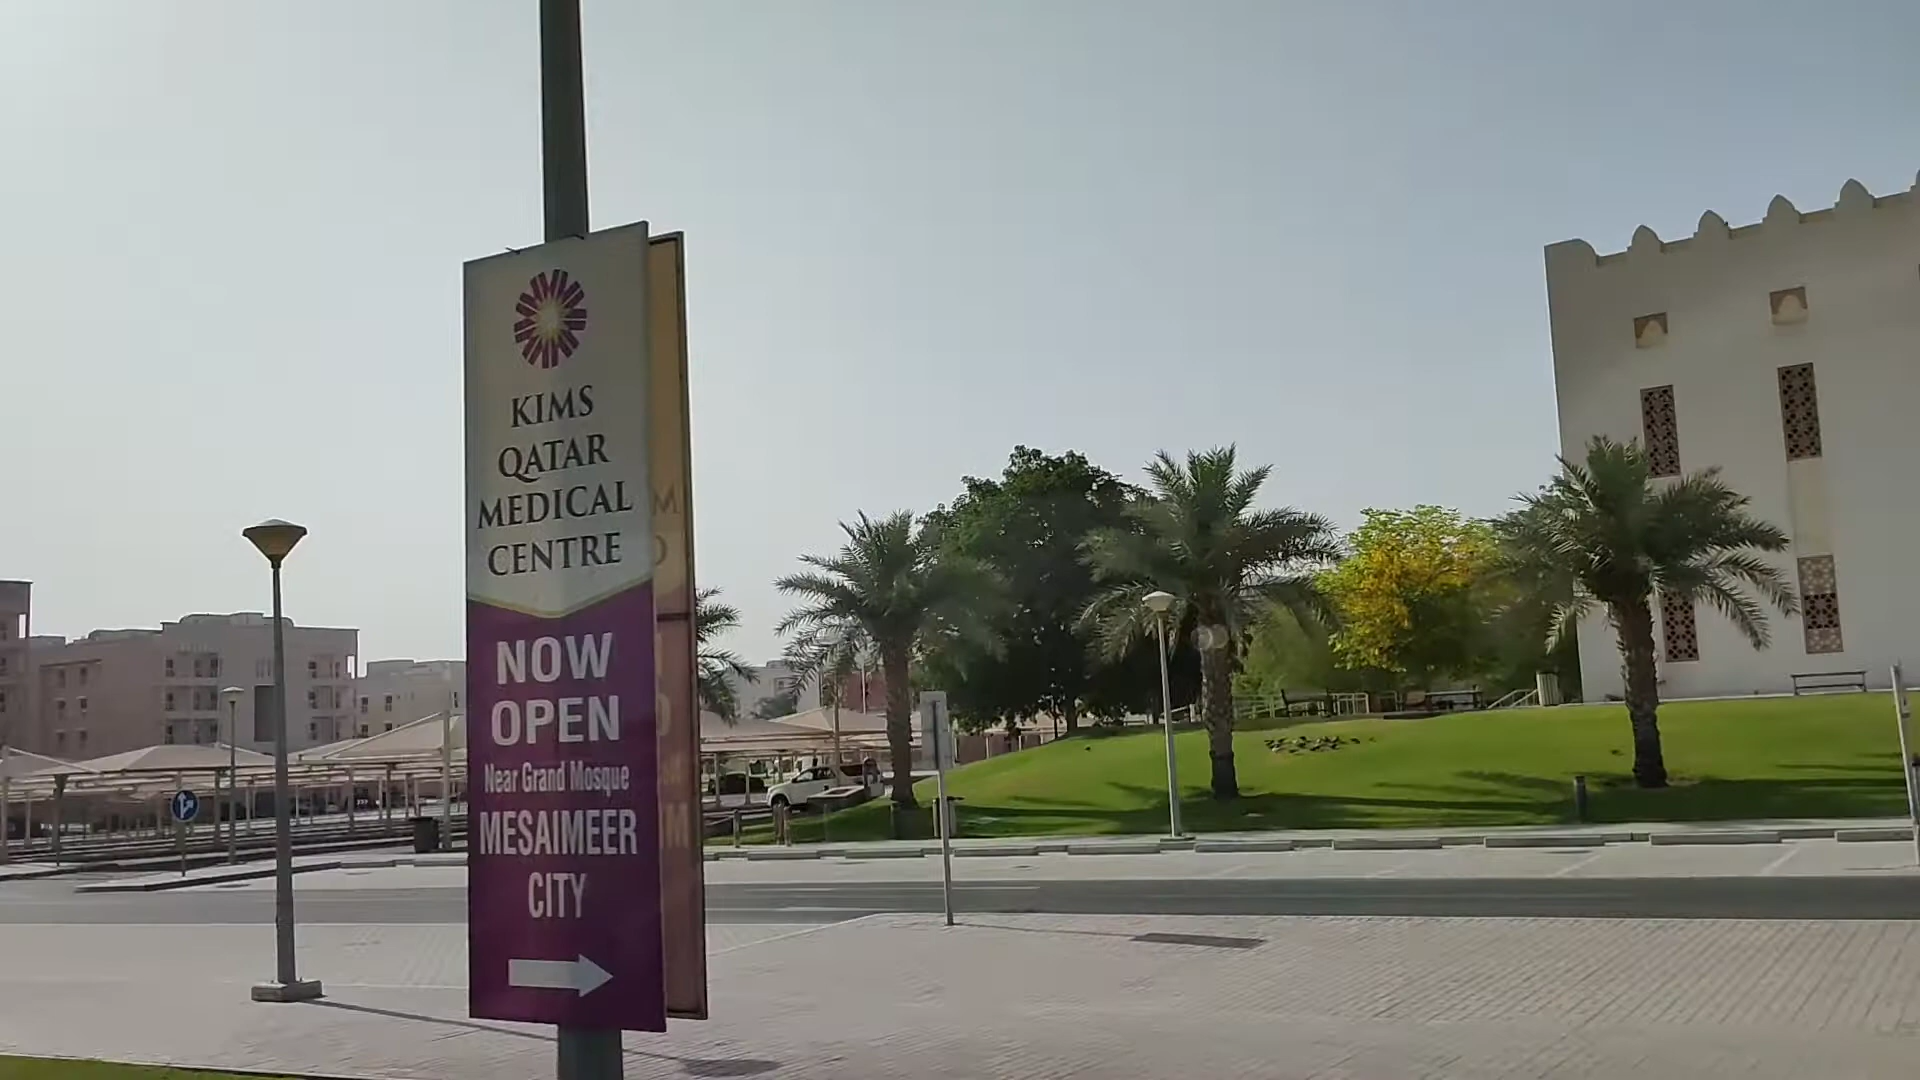 KIMS
QATAR
MEDICAL
CENTRE
NOW
OPEN
Near Grand Mosque
MESAIMEER
CITY